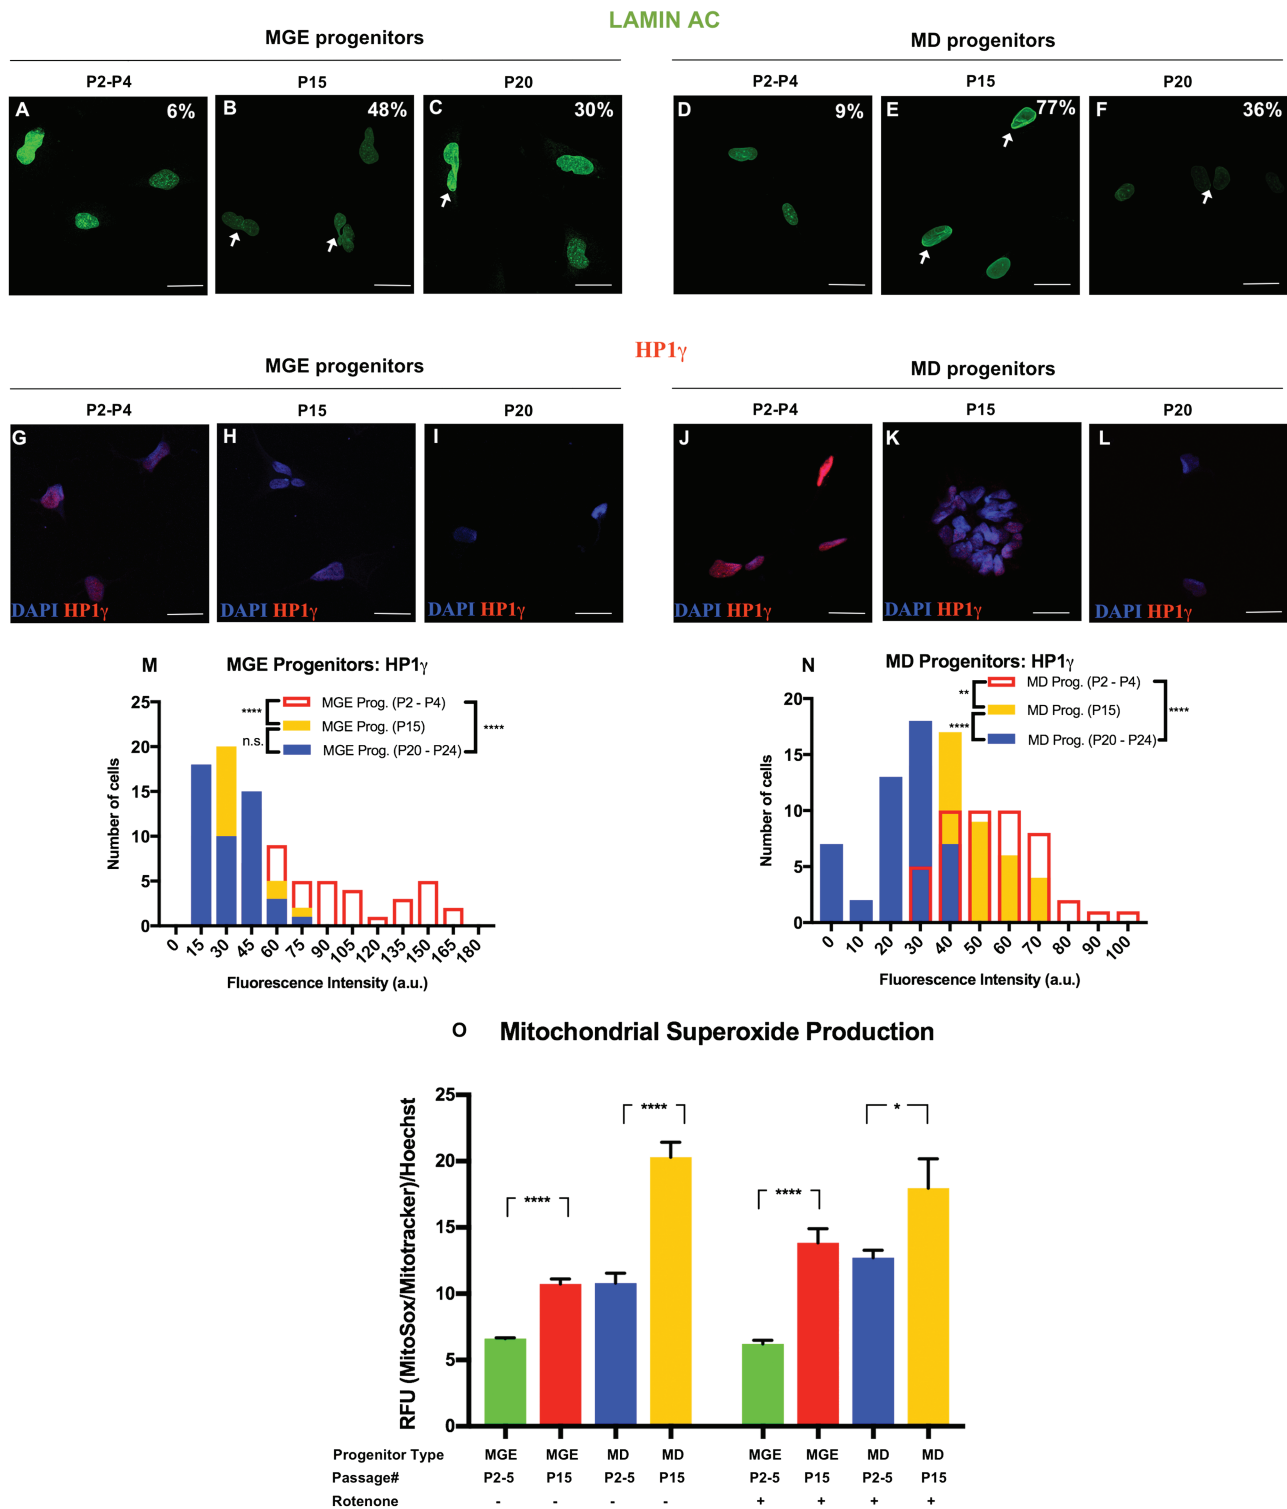 LAMIN AC
MGE progenitors
MD progenitors
P2-P4 P15 P20 P2-P4 P15 P20
A 6% B 48% C 30% D 9% E 77% F 36%
HP1γ
MGE progenitors
MD progenitors
P2-P4 P15 P20 P2-P4 P15 P20
G H I J K L
DAPI HP1γ DAPI HP1γ DAPI HP1γ DAPI HP1γ DAPI HP1γ DAPI HP1γ
M MGE Progenitors: HP1γ
Number of cells
25
20
15
10
5
0
MGE Prog. (P2 - P4)
MGE Prog. (P15)
MGE Prog. (P20 - P24)
****
n.s.
****
0 15 30 45 60 75 90 105 120 135 150 165 180
Fluorescence Intensity (a.u.)
N MD Progenitors: HP1γ
Number of cells
20
15
10
5
0
MD Prog. (P2 - P4)
MD Prog. (P15)
MD Prog. (P20 - P24)
**
****
****
0 10 20 30 40 50 60 70 80 90 100
Fluorescence Intensity (a.u.)
O Mitochondrial Superoxide Production
RFU (MitoSox/Mitotracker)/Hoechst
25
20
15
10
5
0
**** **** **** *
Progenitor Type MGE MGE MD MD MGE MGE MD MD
Passage# P2-5 P15 P2-5 P15 P2-5 P15 P2-5 P15
Rotenone - - - - + + + +